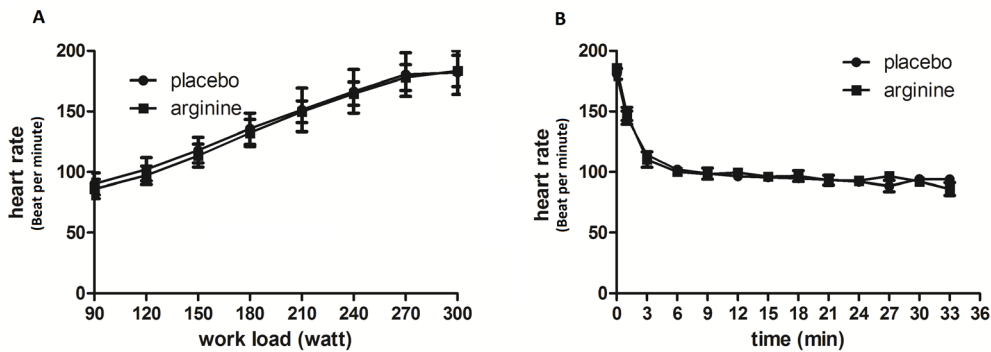 A
heart rate
(Beat per minute)
200
150
100
50
0
placebo
arginine
90 120 150 180 210 240 270 300
work load (watt)
B
heart rate
(Beat per minute)
200
150
100
50
0
placebo
arginine
0 3 6 9 12 15 18 21 24 27 30 33 36
time (min)